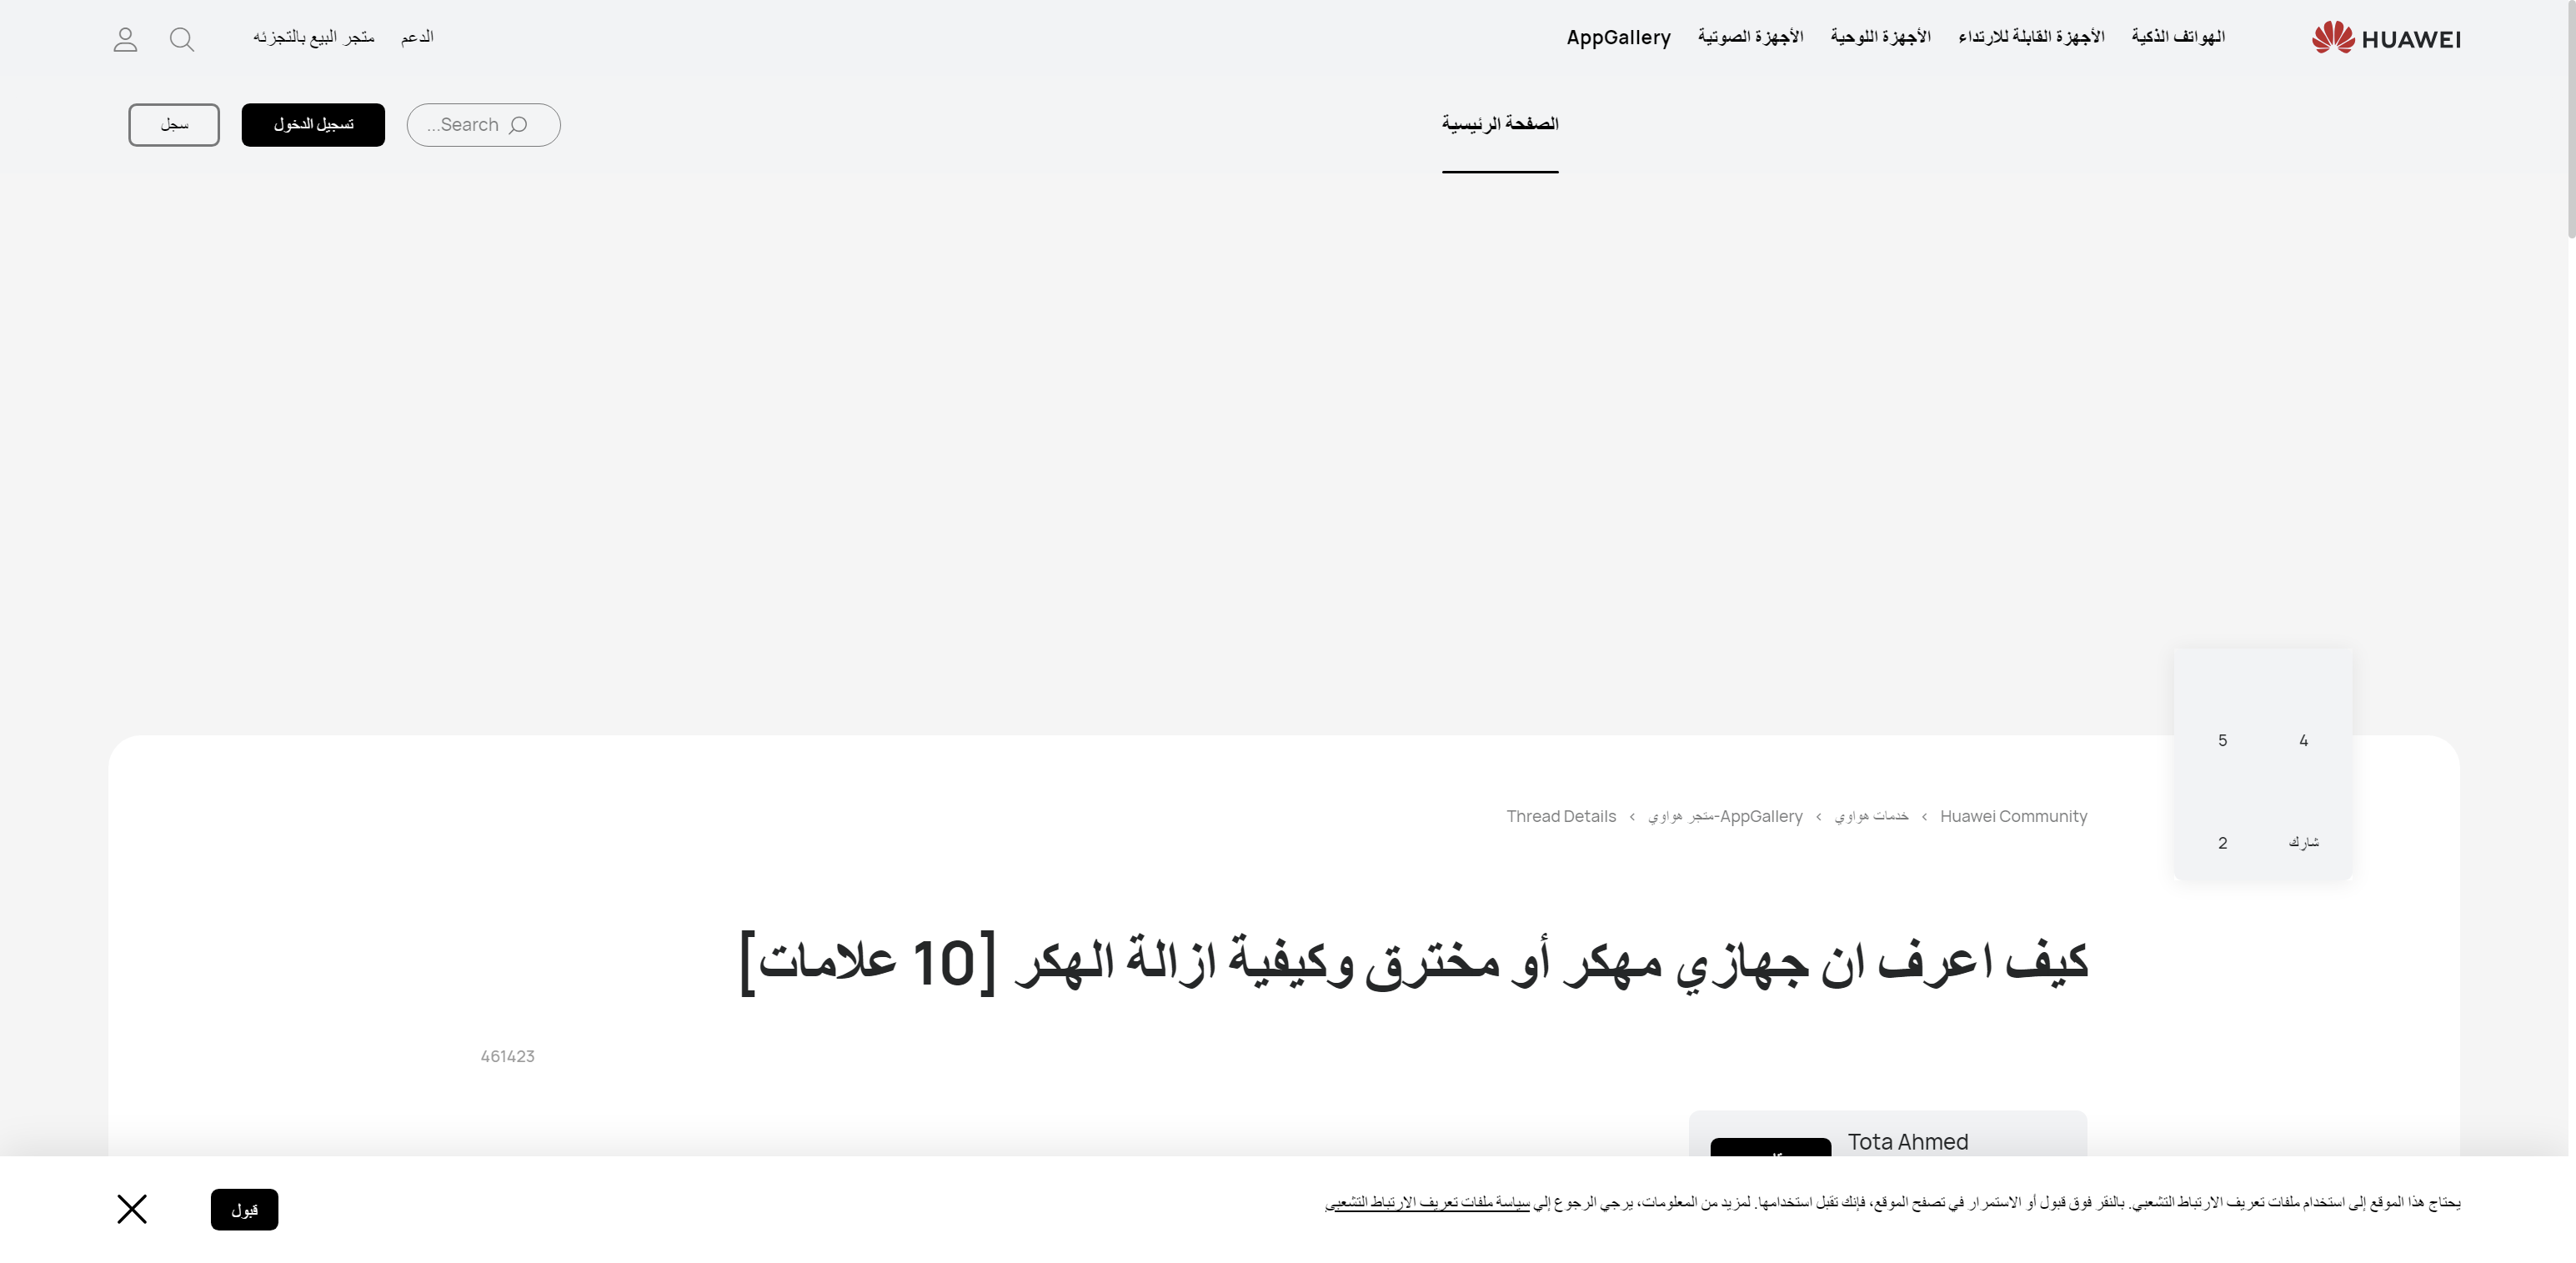 HUAWEI
الهواتف الذكية
الأجهزة القابلة للارتداء
الأجهزة اللوحية
الأجهزة الصوتية
AppGallery
الدعم
متجر البيع بالتجزئه
الصفحة الرئيسية
Search...
تسجيل الدخول
سجل
4
5
شارك
2
Huawei Community › خدمات هواوي › AppGallery-متجر هواوي › Thread Details
كيف اعرف ان جهازي مهكر أو مخترق وكيفية ازالة الهكر [10 علامات]
461423
Tota Ahmed
يحتاج هذا الموقع إلى استخدام ملفات تعريف الارتباط التشعبي. بالنقر فوق قبول أو الاستمرار في تصفح الموقع، فإنك تقبل استخدامها. لمزيد من المعلومات، يرجي الرجوع إلي سياسة ملفات تعريف الارتباط التشعبى
قبول